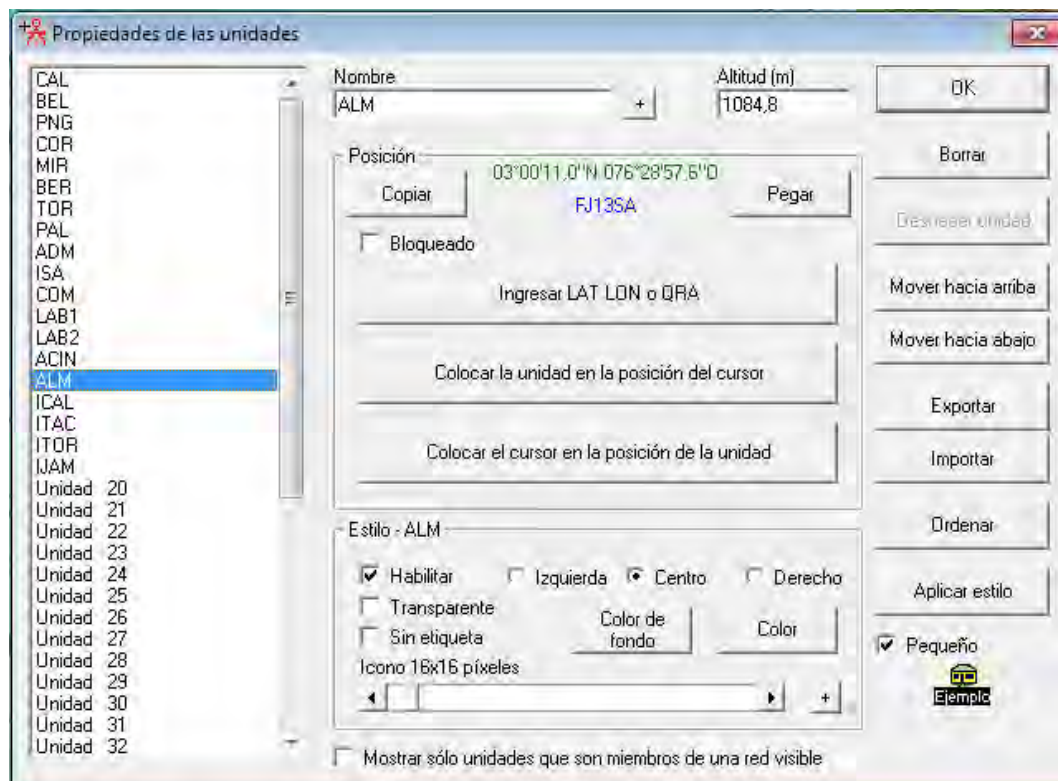 Propiedades de las unidades
CAL
BEL
PNG
COR
MIR
BER
TOR
PAL
ADM
ISA
COM
LAB1
LAB2
ACIN
ALM
ICAL
ITAC
ITOR
IJAM
Unidad 20
Unidad 21
Unidad 22
Unidad 23
Unidad 24
Unidad 25
Unidad 26
Unidad 27
Unidad 28
Unidad 29
Unidad 30
Unidad 31
Unidad 32
Nombre
ALM
+
Altitud (m)
1084,8
Posición
Copiar
03°00'11,0"N 076°28'57,6"O
FJ13SA
Pegar
Bloqueado
Ingresar LAT LON o QRA
Colocar la unidad en la posición del cursor
Colocar el cursor en la posición de la unidad
Estilo - ALM
Habilitar
Izquierda
Centro
Derecho
Transparente
Sin etiqueta
Color de
fondo
Color
Icono 16x16 píxeles
+
Mostrar sólo unidades que son miembros de una red visible
OK
Borrar
Deshacer unidad
Mover hacia arriba
Mover hacia abajo
Exportar
Importar
Ordenar
Aplicar estilo
Pequeño
Ejemplo